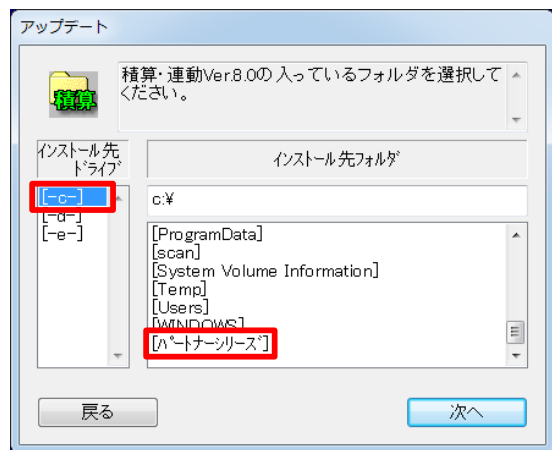 アップデート
積算・連動Ver.8.0の入っているフォルダを選択して
ください。
積算
インストール先
ﾄﾞﾗｲﾌﾞ
インストール先ﾌｫﾙﾀﾞ
[-c-]
[-d-]
[-e-]
c:¥
[ProgramData]
[scan]
[System Volume Information]
[Temp]
[Users]
[WINDOWS]
[ﾊﾟｰﾄﾅｰｼﾘｰｽﾞ]
戻る
次へ